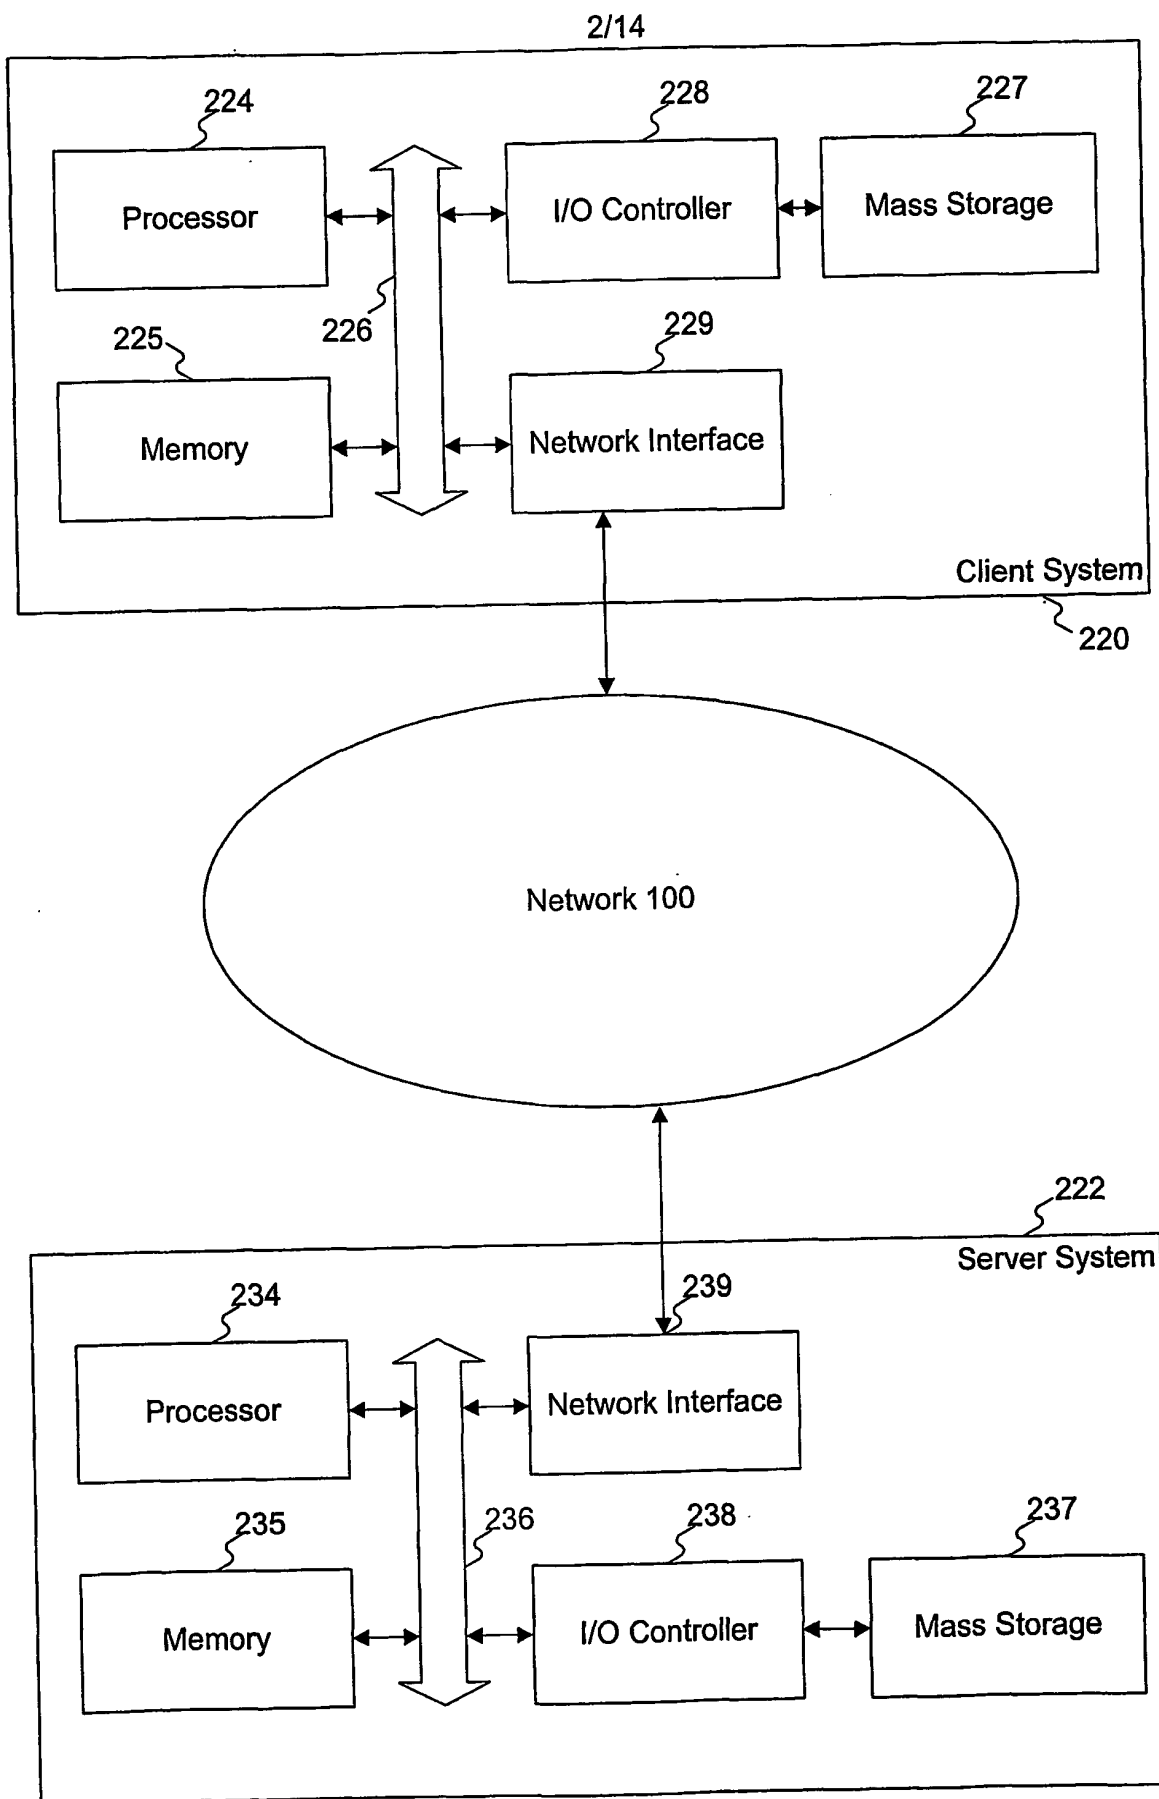 2/14
224
228
227
Processor
I/O Controller
Mass Storage
226
225
229
Memory
Network Interface
Client System
220
Network 100
222
Server System
234
239
Processor
Network Interface
235
236
238
237
Memory
I/O Controller
Mass Storage